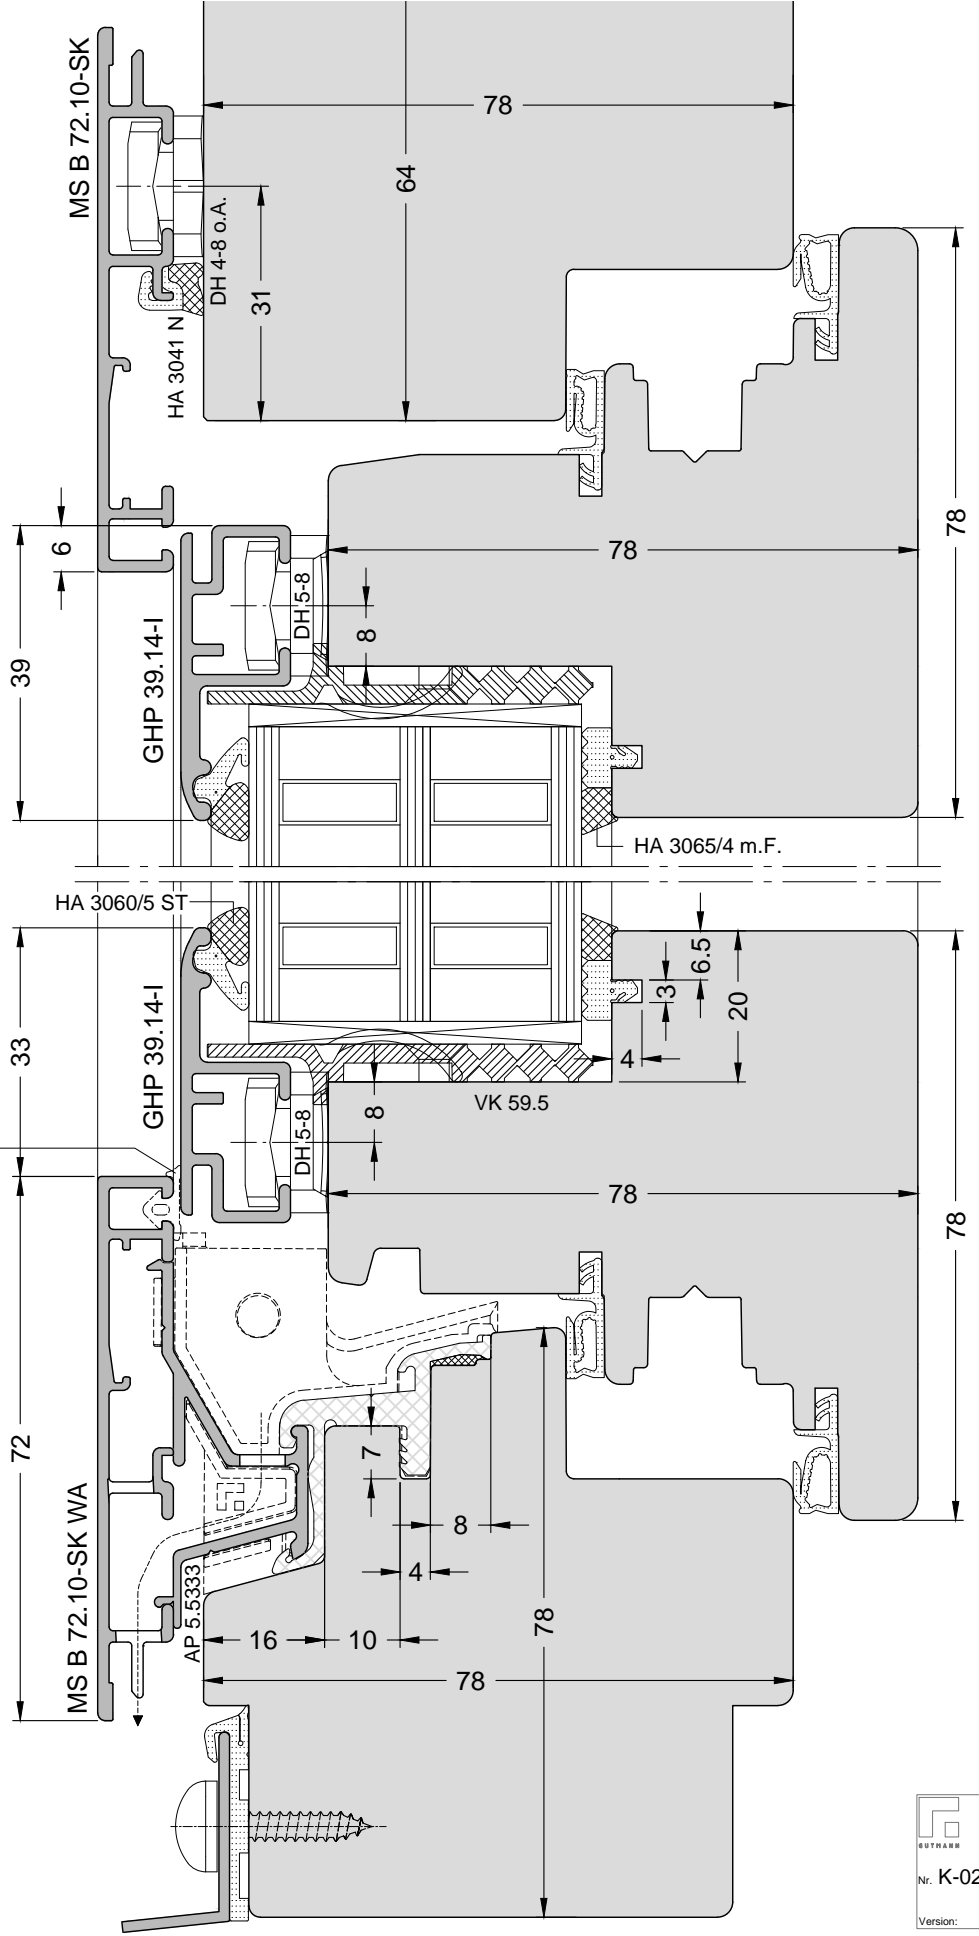 MS B 72.10-SK
78
64
DH 4-8 o.A.
31
HA 3041 N
6
39
GHP 39.14-I
DH 5-8
8
78
78
HA 3065/4 m.F.
HA 3060/5 ST
33
GHP 39.14-I
6.5
3
20
4
VK 59.5
8
DH 5-8
78
78
72
MS B 72.10-SK WA
7
8
4
AP 5.5333
16
10
78
78
GUTMANN
Nr. K-02
Version: